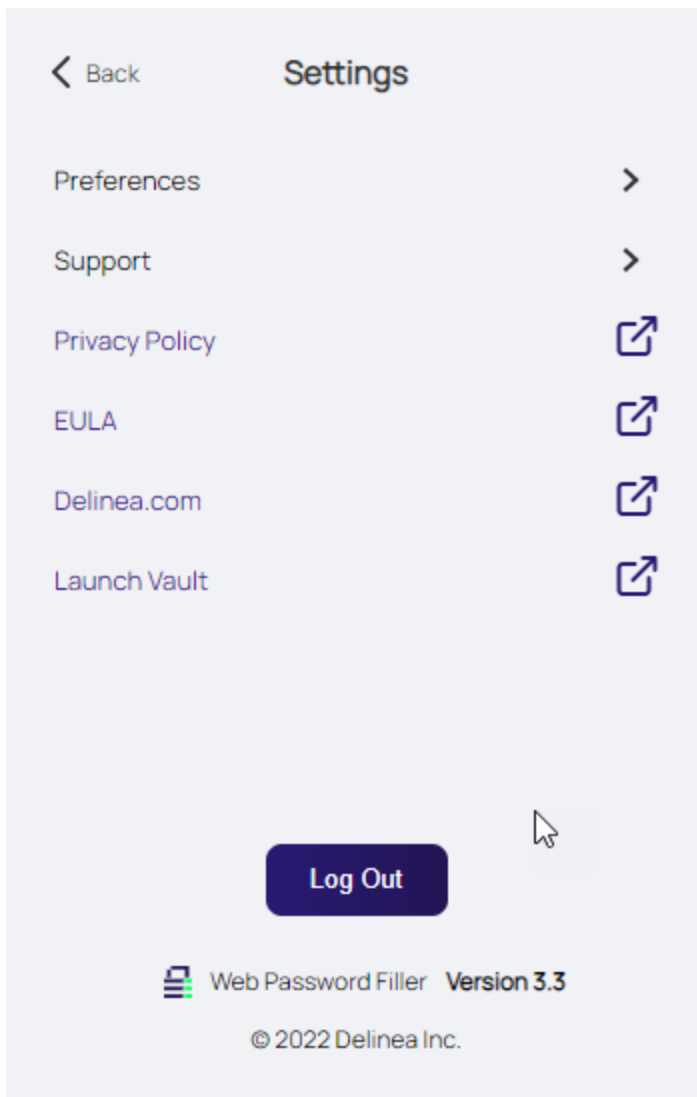 Back Settings
Preferences
Support
Privacy Policy
EULA
Delinea.com
Launch Vault
Log Out
Web Password Filler Version 3.3
© 2022 Delinea Inc.